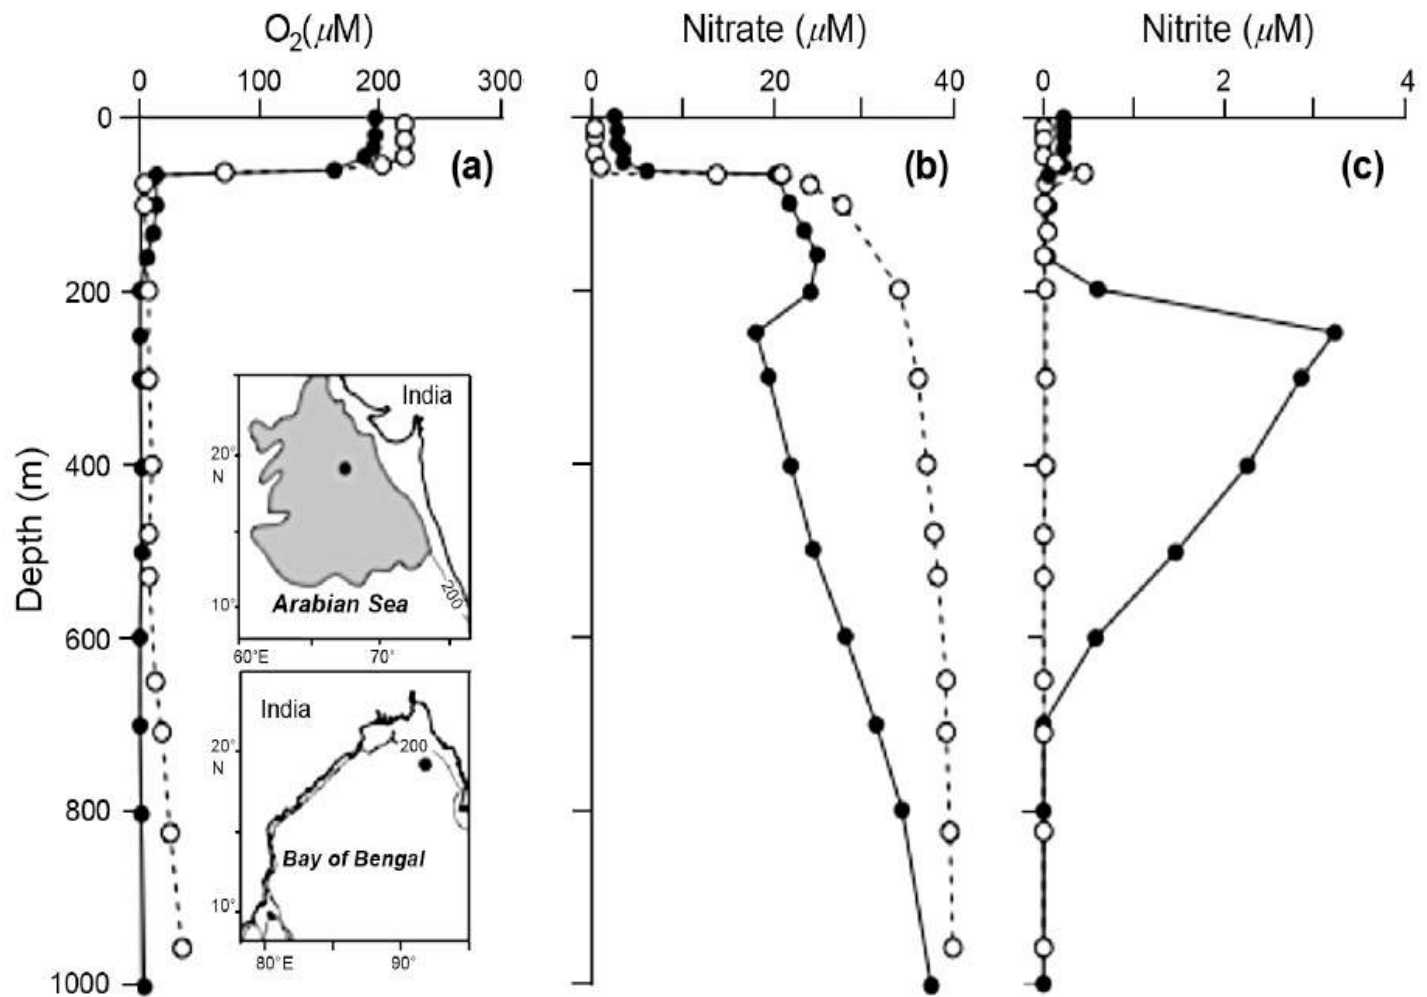 O₂(μM) Nitrate (μM) Nitrite (μM)
0 100 200 300 0 20 40 0 2 4
0
(a) (b) (c)
200
India
20°
N
400
Depth (m)
200
10°
Arabian Sea
600
60°E 70°
India
20°
200
N
800
Bay of Bengal
10°
80°E 90°
1000